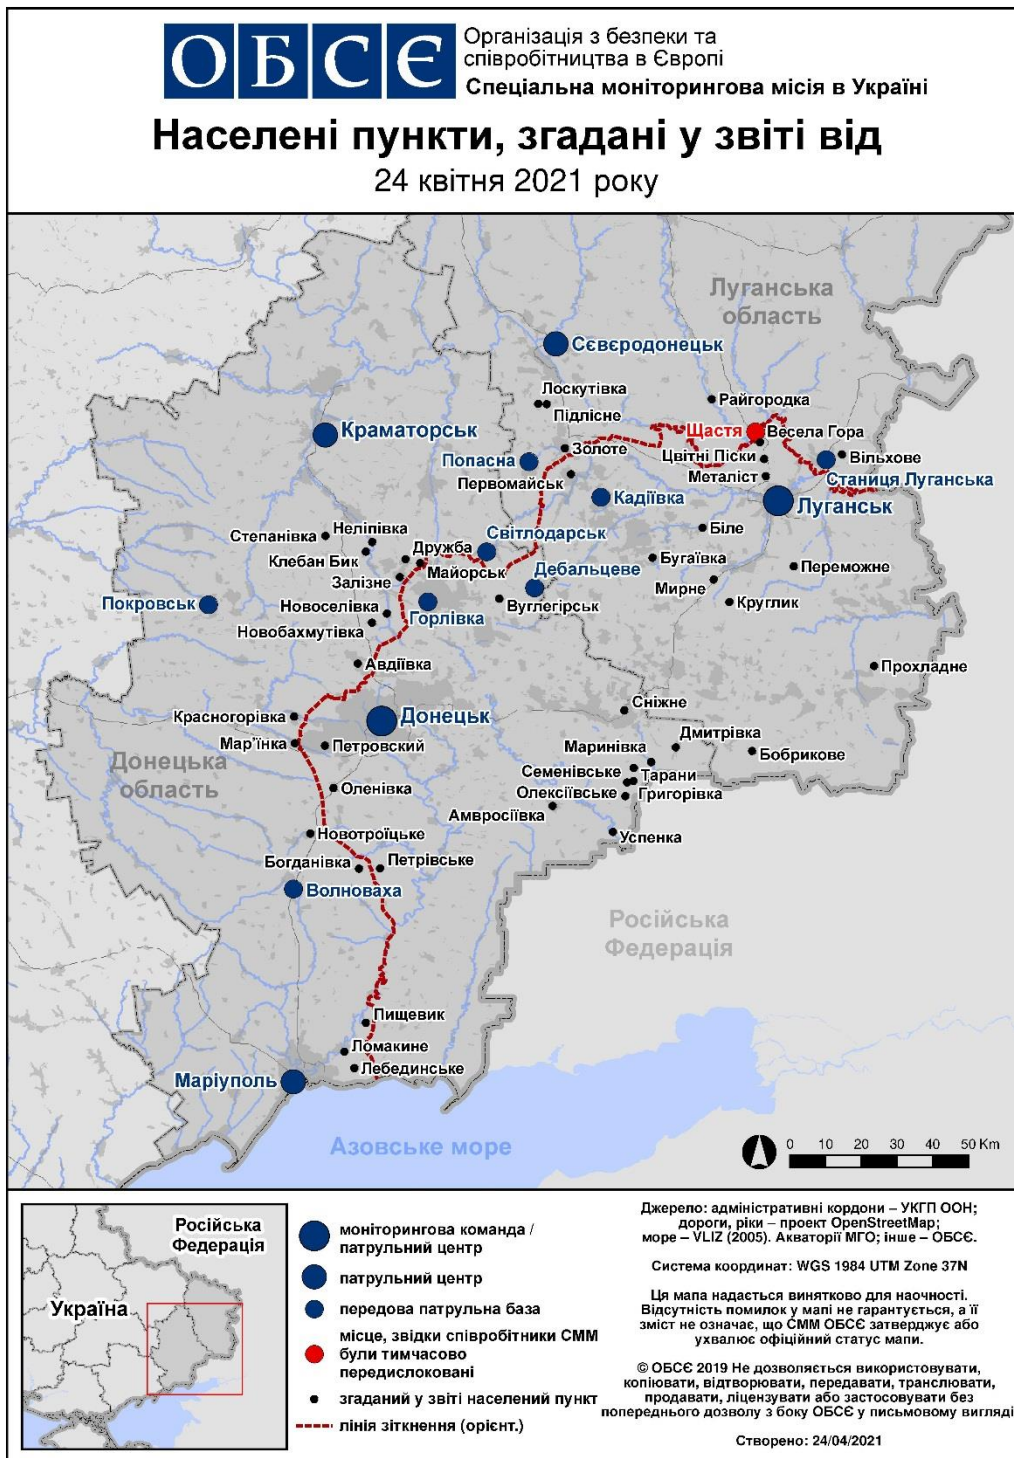 ОБСЄ
Організація з безпеки та
співробітництва в Європі
Спеціальна моніторингова місія в Україні
Населені пункти, згадані у звіті від
24 квітня 2021 року
Луганська
область
Сєвєродонецьк
Лоскутівка
Підлісне
Райгородка
Щастя
Весела Гора
Краматорськ
Золоте
Цвітні Піски
Вільхове
Попасна
Первомайськ
Металіст
Станиця Луганська
Кадіївка
Луганськ
Неліпівка
Степанівка
Світлодарськ
Біле
Клебан Бик
Дружба
Майорськ
Бугаївка
Переможне
Залізне
Дебальцеве
Мирне
Покровськ
Новоселівка
Горлівка
Вуглегірськ
Круглик
Новобахмутівка
Авдіївка
Прохладне
Красногорівка
Донецьк
Сніжне
Мар'їнка
Петровский
Маринівка
Дмитрівка
Бобрикове
Донецька
область
Семенівське
Тарани
Оленівка
Олексіївське
Григорівка
Амвросіївка
Новотроїцьке
Успенка
Богданівка
Петрівське
Волноваха
Російська
Федерація
Пищевик
Ломакине
Лебединське
Маріуполь
Азовське море
0 10 20 30 40 50 Km
Російська
Федерація
Україна
моніторингова команда /
патрульний центр
патрульний центр
передова патрульна база
місце, звідки співробітники СММ
були тимчасово
передислоковані
згаданий у звіті населений пункт
лінія зіткнення (орієнт.)
Джерело: адміністративні кордони – УКГП ООН;
дороги, ріки – проект OpenStreetMap;
море – VLIZ (2005). Акваторії МГО; інше – ОБСЄ.
Система координат: WGS 1984 UTM Zone 37N
Ця мапа надається винятково для наочності.
Відсутність помилок у мапі не гарантується, а її
зміст не означає, що СММ ОБСЄ затверджує або
ухвалює офіційний статус мапи.
© ОБСЄ 2019 Не дозволяється використовувати,
копіювати, відтворювати, передавати, транслювати,
продавати, ліцензувати або застосовувати без
попереднього дозволу з боку ОБСЄ у письмовому вигляді
Створено: 24/04/2021